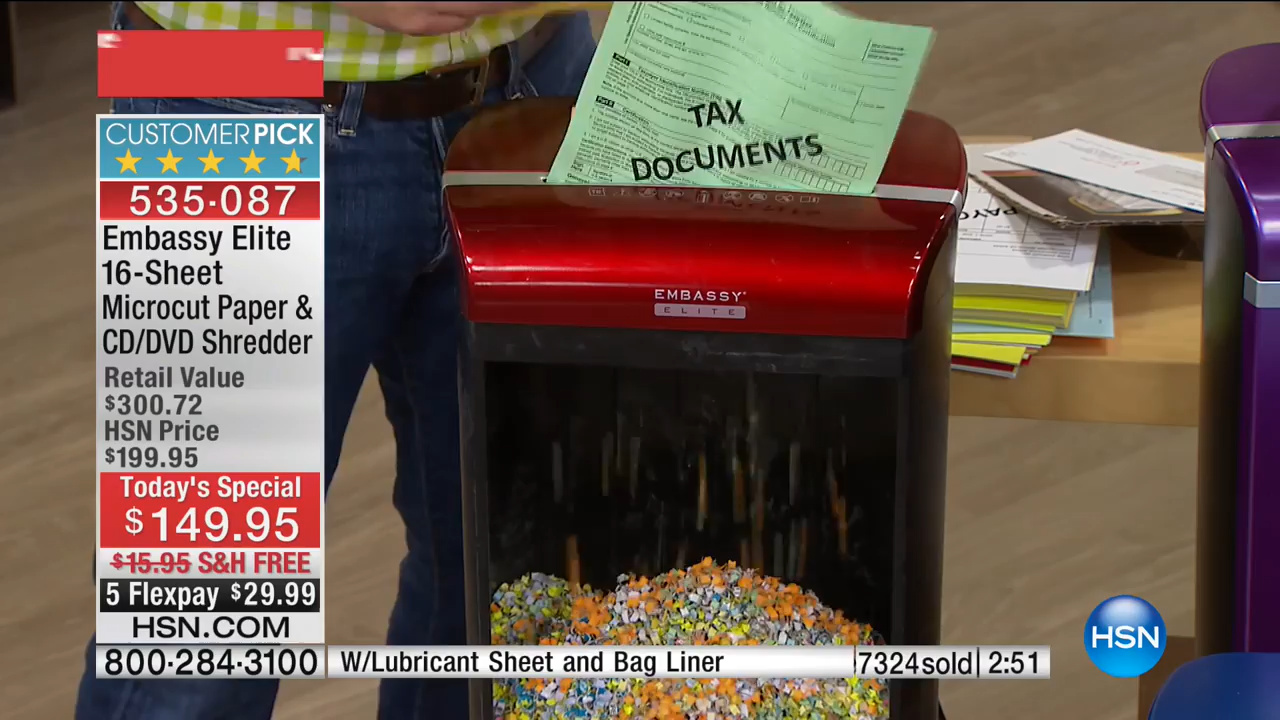 CUSTOMERPICK
535-087
Embassy Elite
16-Sheet
Microcut Paper &
CD/DVD Shredder
Retail Value
$300.72
HSN Price
$199.95
Today's Special
$149.95
$15.95 S&H FREE
5 Flexpay $29.99
HSN.COM
800-284-3100
W/Lubricant Sheet and Bag Liner
7324sold
2:51
TAX
DOCUMENTS
EMBASSY
ELITE
HSN